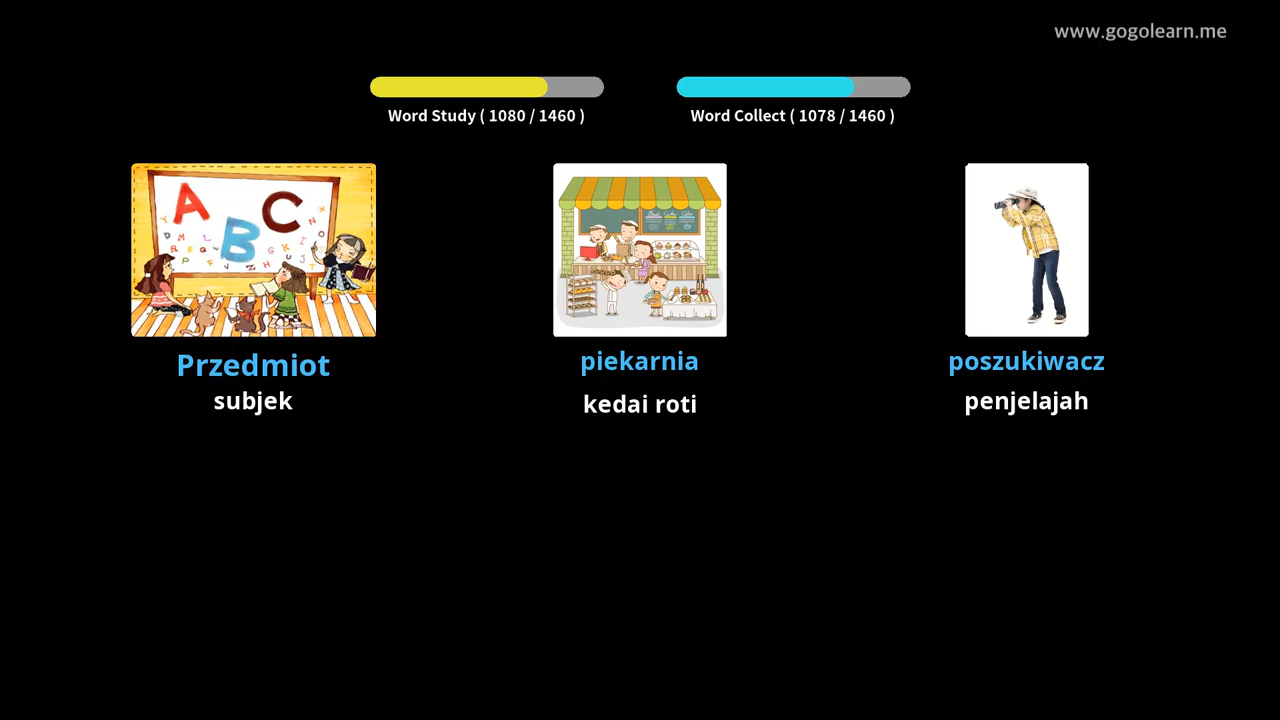 www.gogolearn.me
Word Study ( 1080 / 1460 )
Word Collect ( 1078 / 1460 )
A B C
Przedmiot
subjek
piekarnia
kedai roti
poszukiwacz
penjelajah